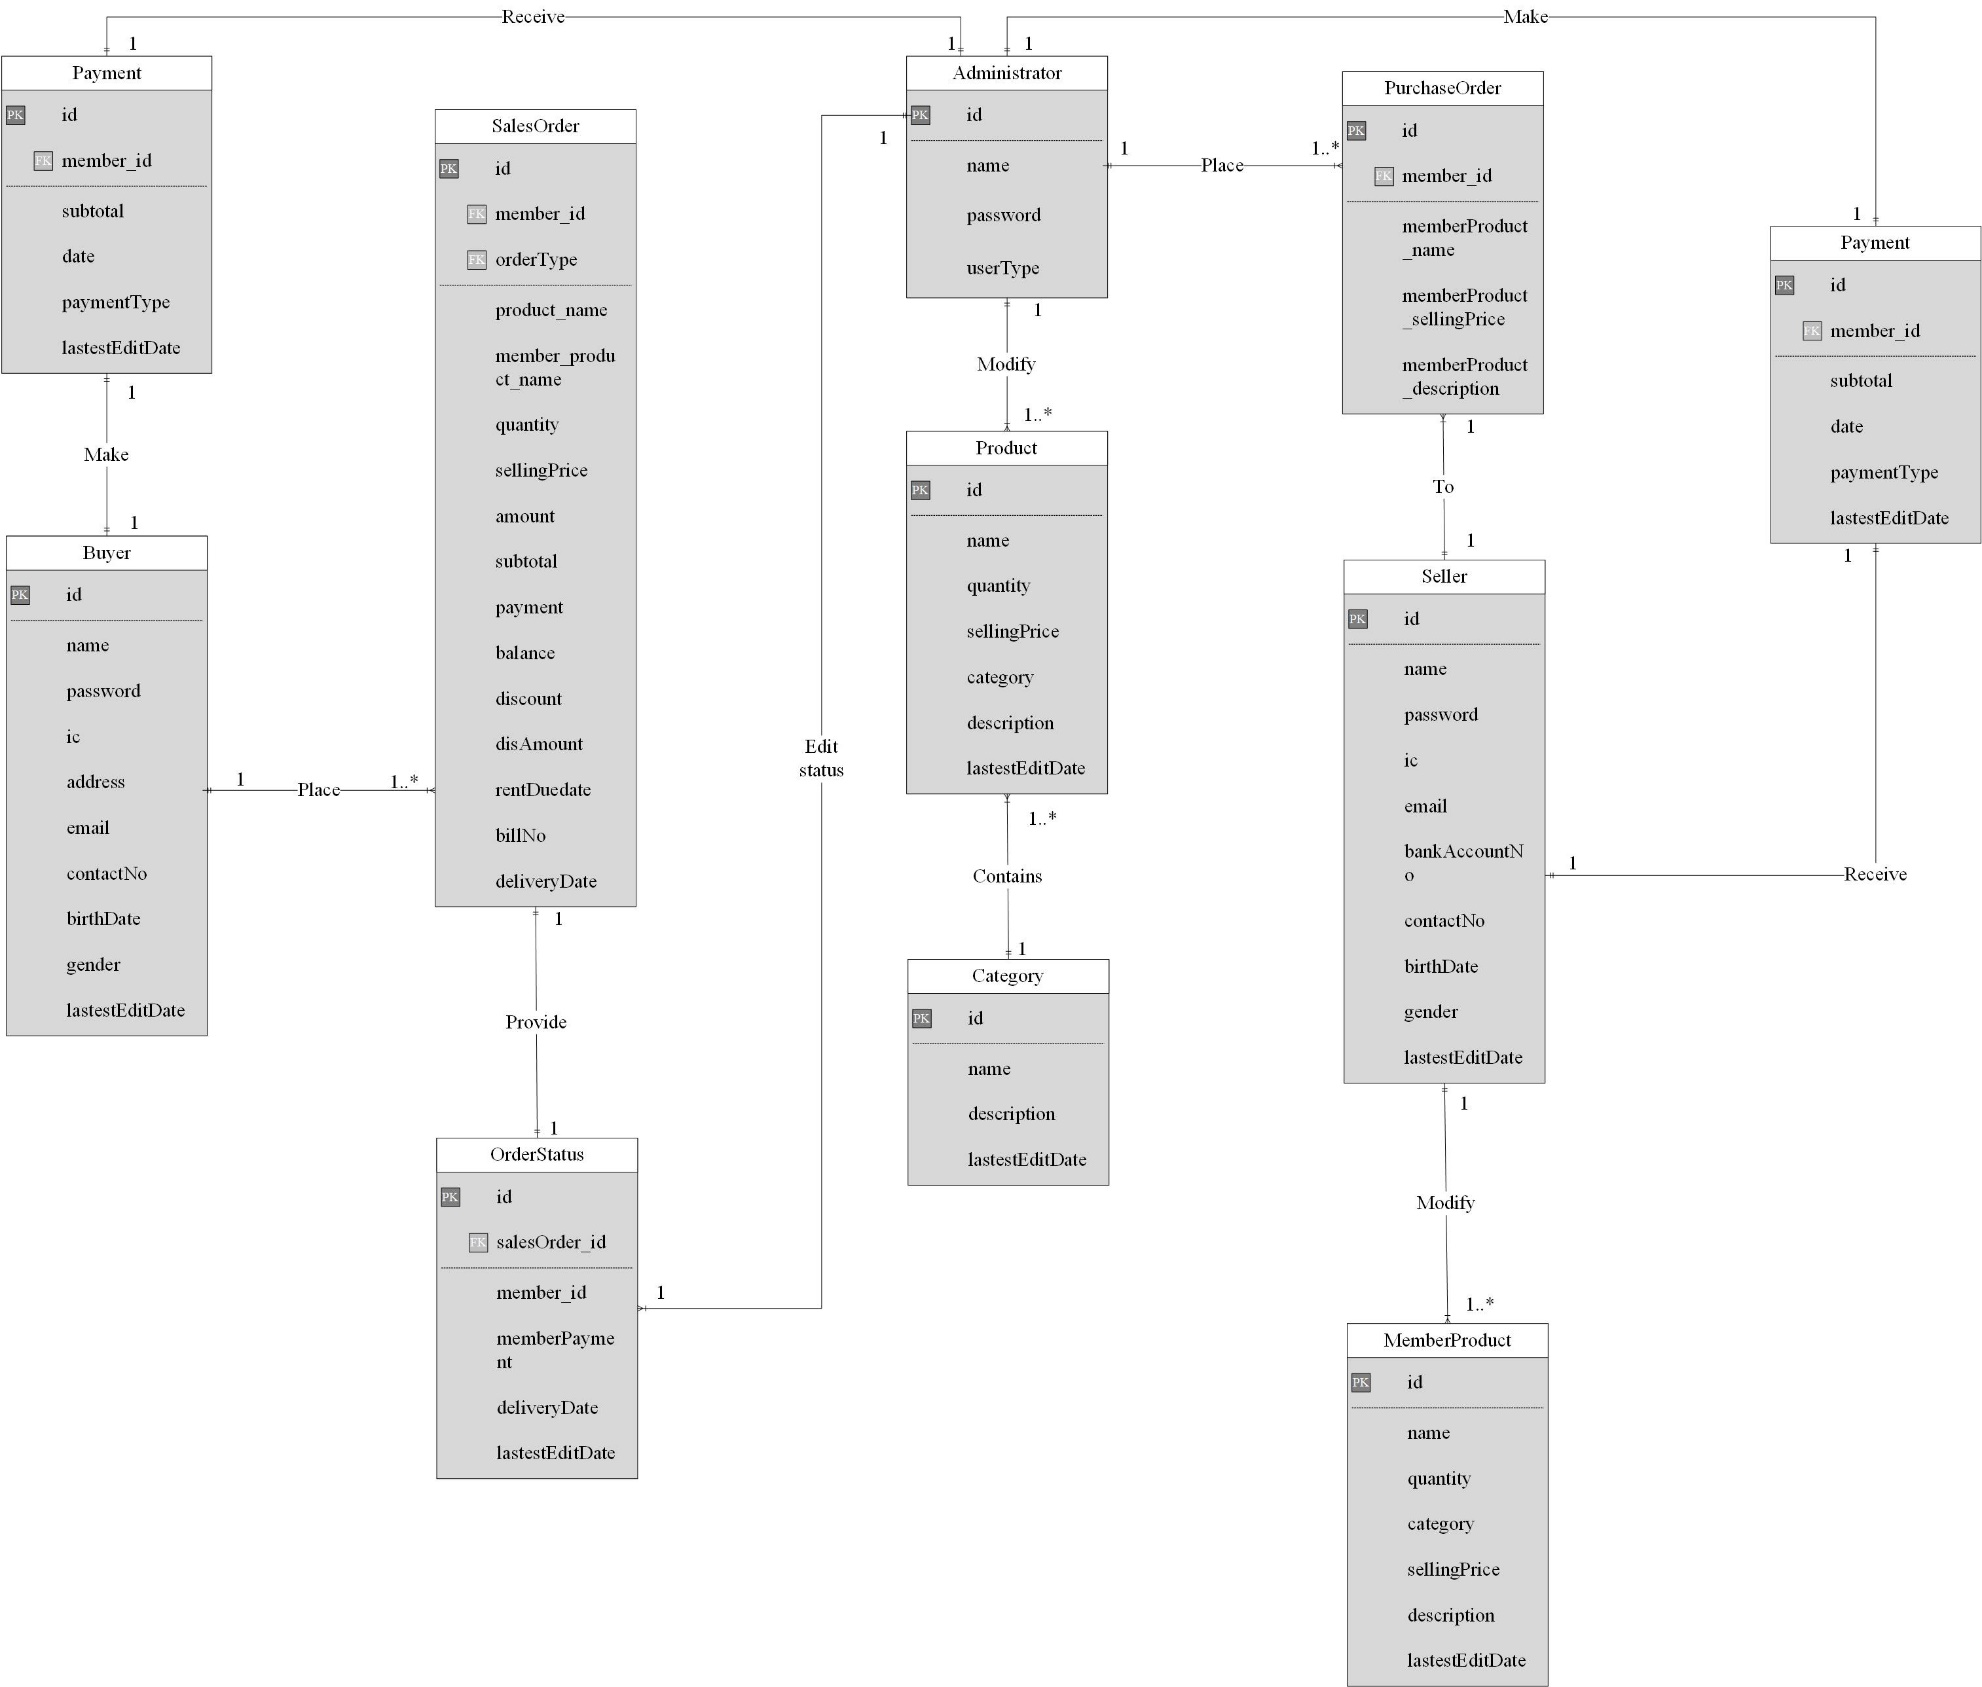 Receive
Make
1
1
1
Payment
PK id
FK member_id
subtotal
date
paymentType
lastestEditDate
1
Make
1
Buyer
PK id
name
password
ic
address
email
contactNo
birthDate
gender
lastestEditDate
1
Place
1..*
SalesOrder
PK id
FK member_id
FK orderType
product_name
member_produ
ct_name
quantity
sellingPrice
amount
subtotal
payment
balance
discount
disAmount
rentDuedate
billNo
deliveryDate
1
Provide
1
OrderStatus
PK id
FK salesOrder_id
member_id
memberPayme
nt
deliveryDate
lastestEditDate
1
Edit
status
1
Administrator
PK id
name
password
userType
1
Modify
1..*
Product
PK id
name
quantity
sellingPrice
category
description
lastestEditDate
1..*
Contains
1
Category
PK id
name
description
lastestEditDate
1
Place
1..*
PurchaseOrder
PK id
FK member_id
memberProduct
_name
memberProduct
_sellingPrice
memberProduct
_description
1
To
1
Seller
PK id
name
password
ic
email
bankAccountN
o
contactNo
birthDate
gender
lastestEditDate
1
Modify
1..*
MemberProduct
PK id
name
quantity
category
sellingPrice
description
lastestEditDate
1
Payment
PK id
FK member_id
subtotal
date
paymentType
lastestEditDate
1
1
Receive